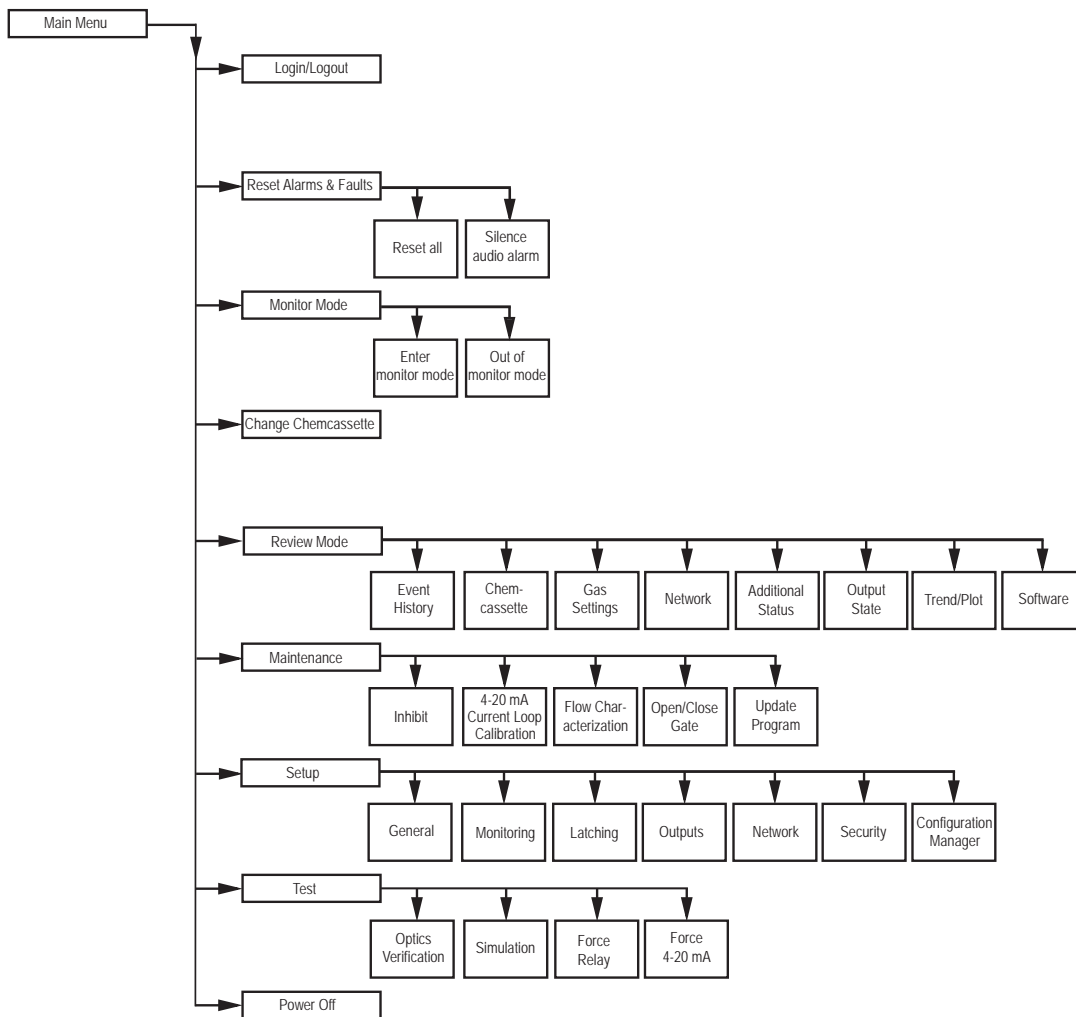 Main Menu
Login/Logout
Reset Alarms & Faults
Reset all
Silence
audio alarm
Monitor Mode
Enter
monitor mode
Out of
monitor mode
Change Chemcassette
Review Mode
Event
History
Chem-
cassette
Gas
Settings
Network
Additional
Status
Output
State
Trend/Plot
Software
Maintenance
Inhibit
4-20 mA
Current Loop
Calibration
Flow Char-
acterization
Open/Close
Gate
Update
Program
Setup
General
Monitoring
Latching
Outputs
Network
Security
Configuration
Manager
Test
Optics
Verification
Simulation
Force
Relay
Force
4-20 mA
Power Off